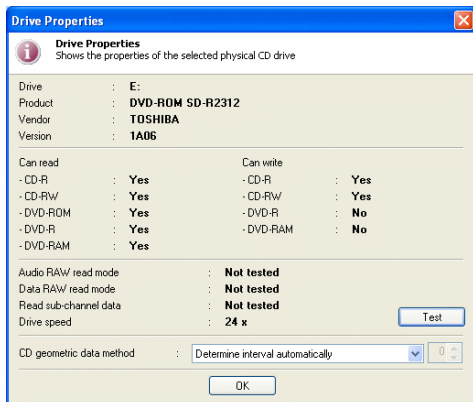 Drive Properties
Drive Properties
Shows the properties of the selected physical CD drive
Drive : E:
Product : DVD-ROM SD-R2312
Vendor : TOSHIBA
Version : 1A06
Can read Can write
- CD-R : Yes - CD-R : Yes
- CD-RW : Yes - CD-RW : Yes
- DVD-ROM : Yes - DVD-R : No
- DVD-R : Yes - DVD-RAM : No
- DVD-RAM : Yes
Audio RAW read mode : Not tested
Data RAW read mode : Not tested
Read sub-channel data : Not tested
Drive speed : 24 x Test
CD geometric data method : Determine interval automatically 0
OK